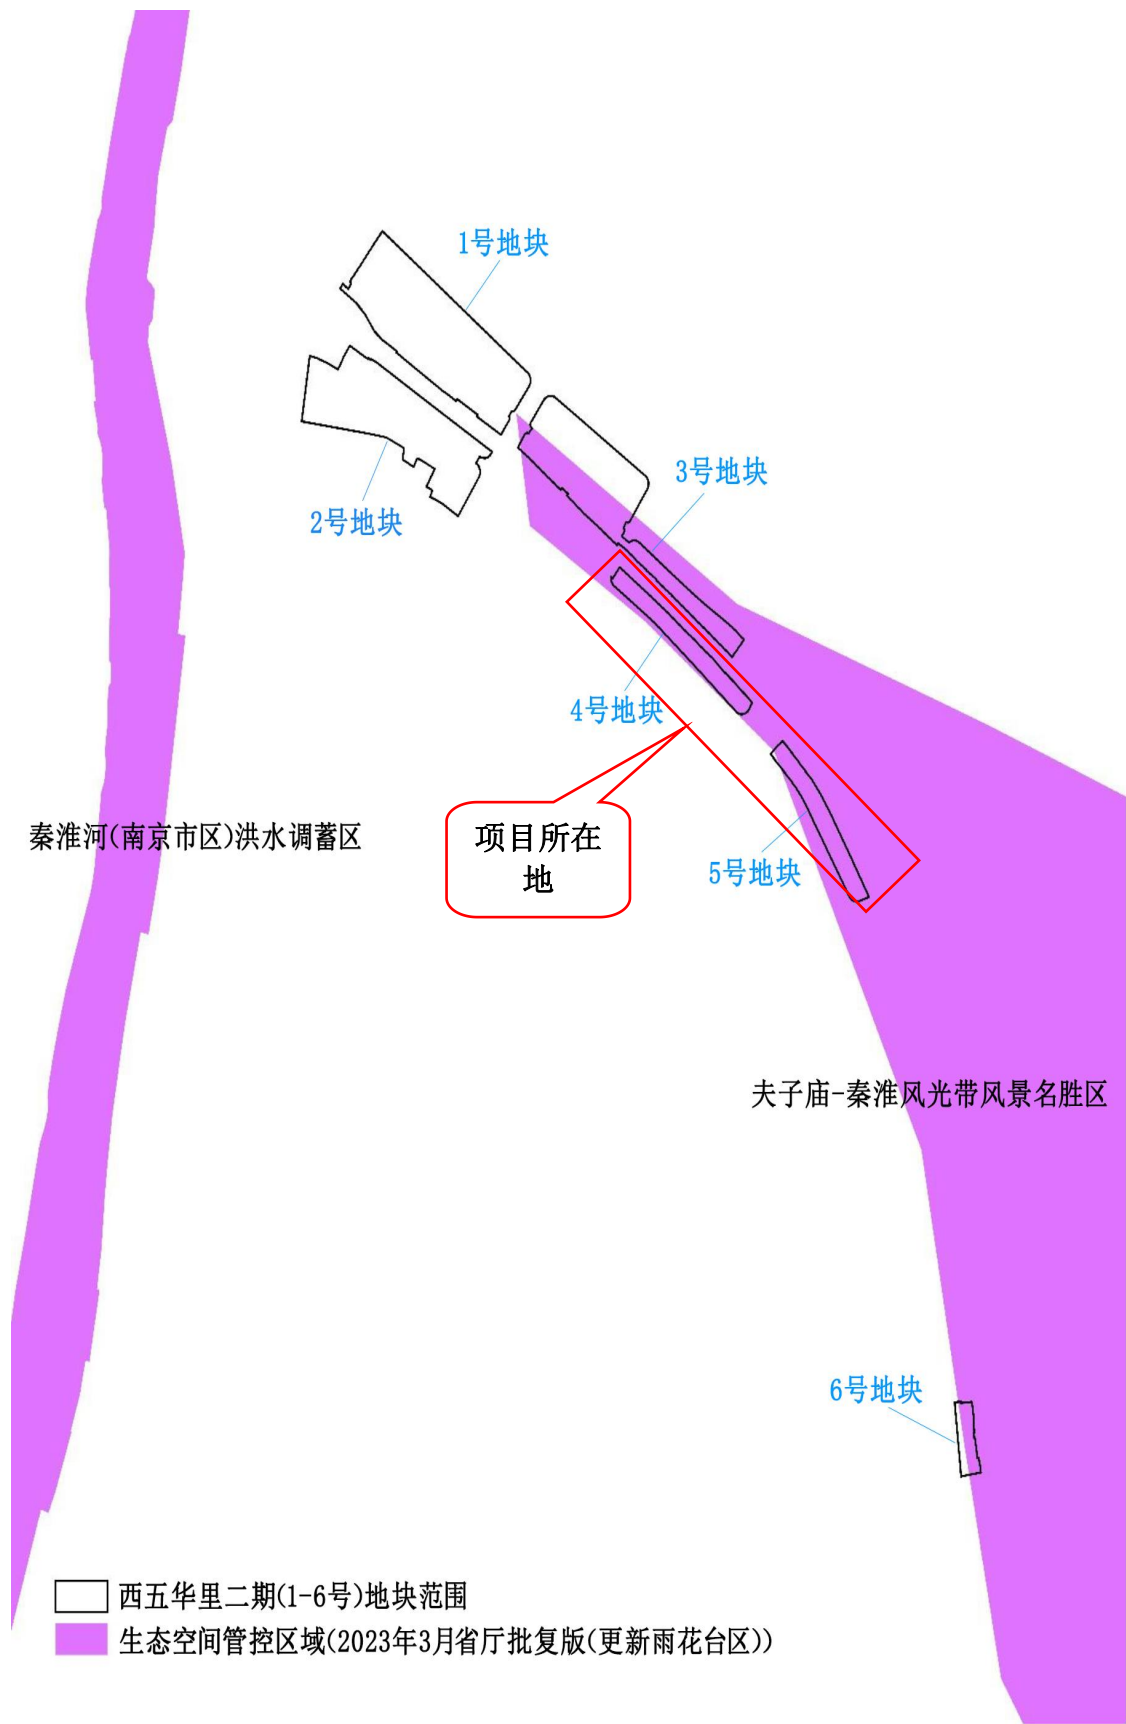 1号地块
3号地块
2号地块
4号地块
项目所在
地
秦淮河(南京市区)洪水调蓄区
5号地块
夫子庙-秦淮风光带风景名胜区
6号地块
西五华里二期(1-6号)地块范围
生态空间管控区域(2023年3月省厅批复版(更新雨花台区))